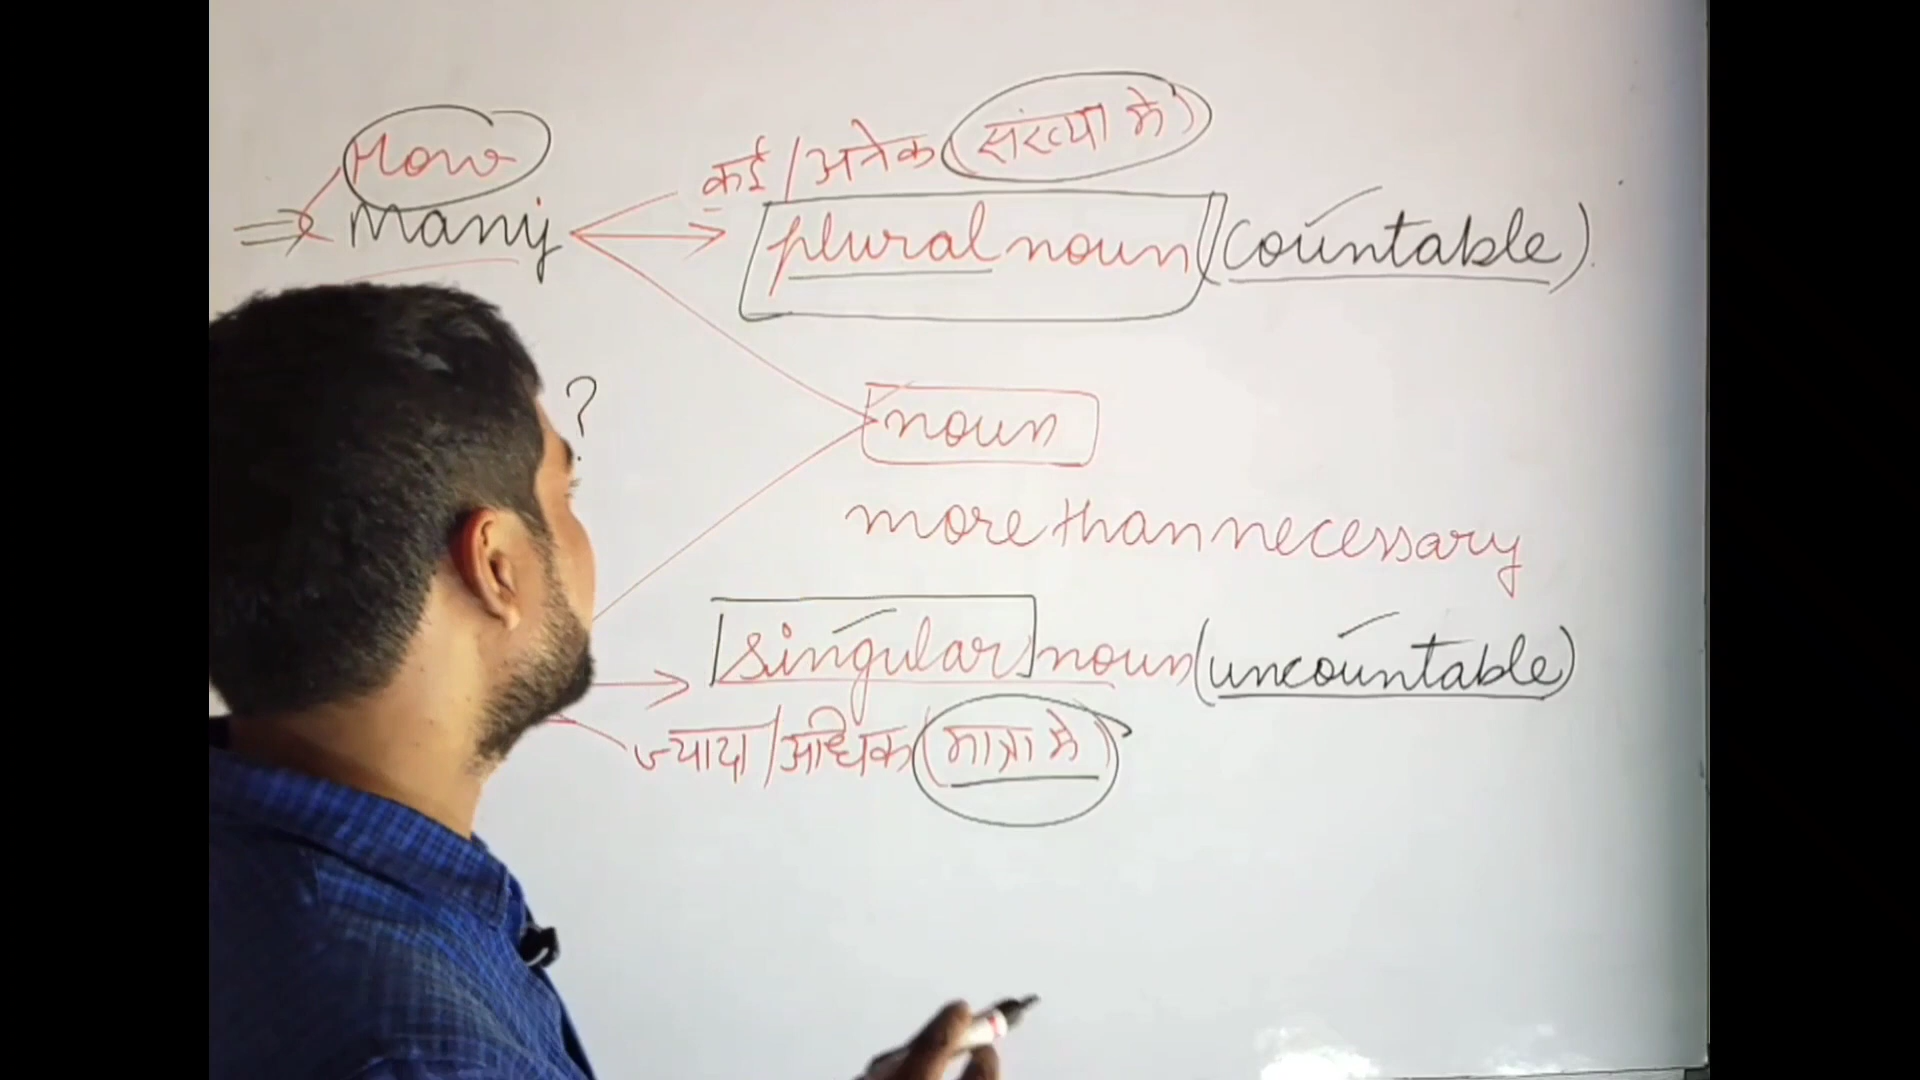 How
many
कई/अनेक (संख्या मे)
plural noun (countable)
?
noun
more than necessary
singular noun (uncountable)
ज्यादा/अधिक (मात्रा मे)